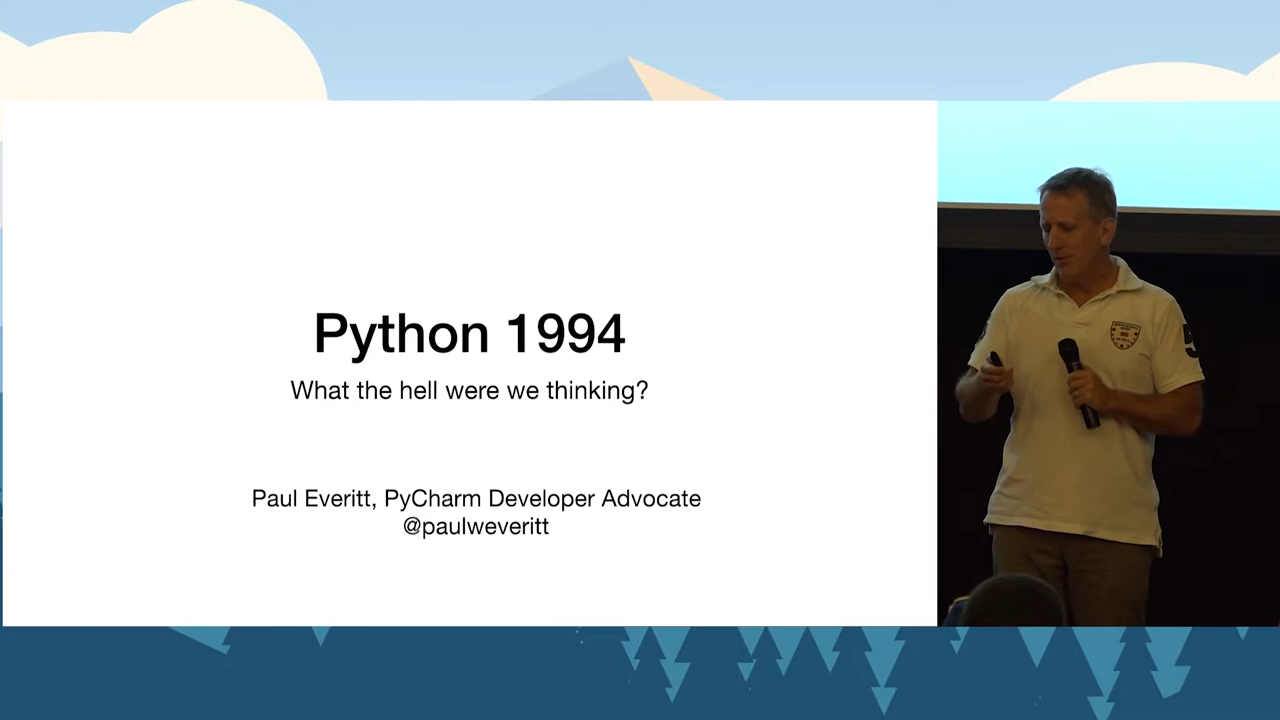 Python 1994
What the hell were we thinking?
Paul Everitt, PyCharm Developer Advocate
@paulweveritt